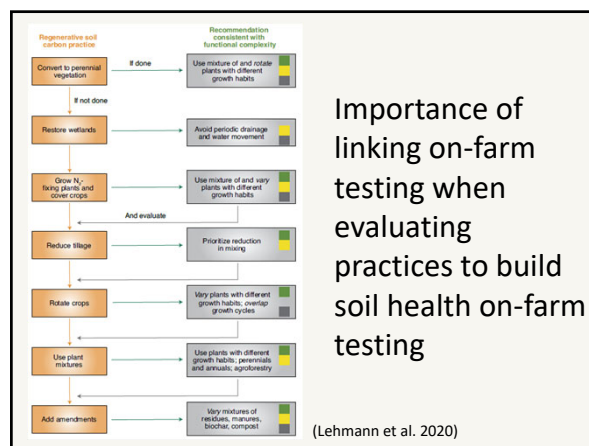 Regenerative soil
carbon practice
Recommendation
consistent with
functional complexity
Convert to perennial
vegetation
If done
Use mixture of and rotate
plants with different
growth habits
If not done
Restore wetlands
Avoid periodic drainage
and water movement
Grow N₂-
fixing plants and
cover crops
Use mixture of and vary
plants with different
growth habits
And evaluate
Reduce tillage
Prioritize reduction
in mixing
Rotate crops
Vary plants with different
growth habits; overlap
growth cycles
Use plant
mixtures
Use plants with different
growth habits; perennials
and annuals; agroforestry
Add amendments
Vary mixtures of
residues, manures,
biochar, compost
Importance of
linking on-farm
testing when
evaluating
practices to build
soil health on-farm
testing
(Lehmann et al. 2020)